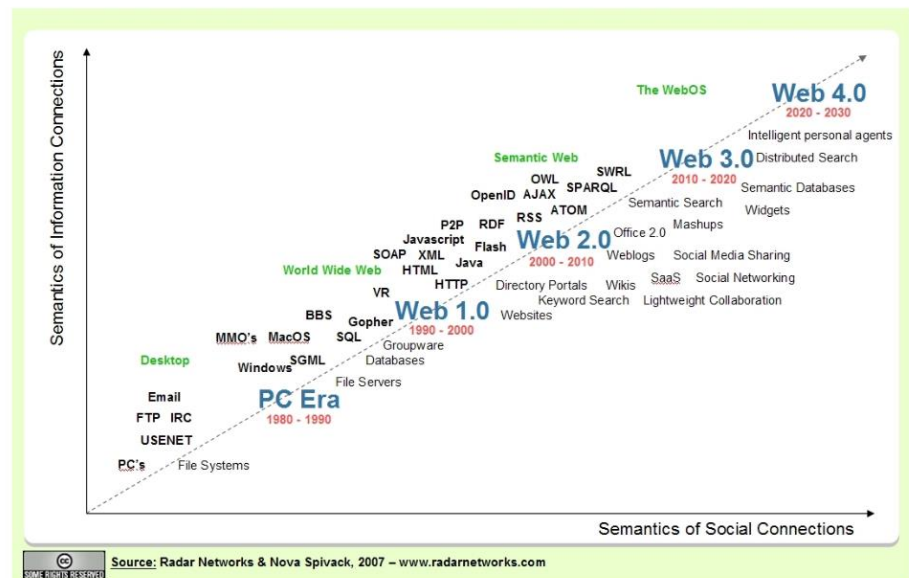 Semantics of Information Connections
The WebOS
Web 4.0
2020 - 2030
Intelligent personal agents
Semantic Web
Web 3.0
Distributed Search
2010 - 2020
SWRL
OWL
SPARQL
OpenID
AJAX
Semantic Databases
Semantic Search
Widgets
ATOM
RSS
P2P
RDF
Mashups
Office 2.0
Javascript
Flash
Web 2.0
2000 - 2010
SOAP
XML
Java
Weblogs
Social Media Sharing
World Wide Web
HTML
HTTP
SaaS
Social Networking
Directory Portals
Wikis
VR
Keyword Search
Lightweight Collaboration
Web 1.0
1990 - 2000
Websites
BBS
Gopher
MMO's
MacOS
SQL
Groupware
Desktop
Windows
SGML
Databases
File Servers
PC Era
1980 - 1990
Email
FTP
IRC
USENET
PC's
File Systems
Semantics of Social Connections
cc
SOME RIGHTS RESERVED
Source: Radar Networks & Nova Spivack, 2007 – www.radarnetworks.com